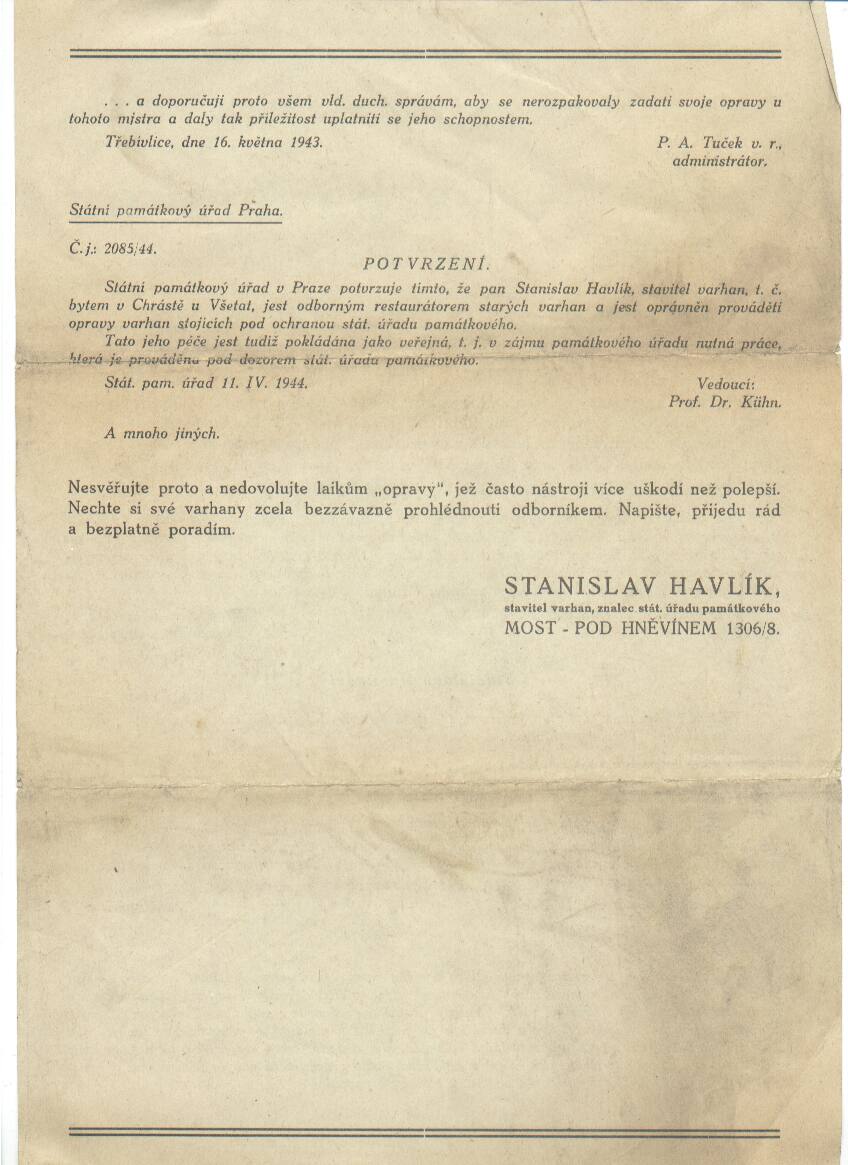 . . . a doporučuji proto všem vld. duch. správám, aby se nerozpakovaly zadati svoje opravy u
tohoto mistra a daly tak příležitost uplatniti se jeho schopnostem.
Třebívlice, dne 16. května 1943.
P. A. Tuček v. r.,
administrátor.
Státní památkový úřad Praha.
Č.j.: 2085/44.
POTVRZENÍ.
Státní památkový úřad v Praze potvrzuje tímto, že pan Stanislav Havlík, stavitel varhan, t. č.
bytem v Chrástě u Všetat, jest odborným restaurátorem starých varhan a jest oprávněn prováděti
opravy varhan stojících pod ochranou stát. úřadu památkového.
Tato jeho péče jest tudíž pokládána jako veřejná, t. j. v zájmu památkového úřadu nutná práce,
která je prováděna pod dozorem stát. úřadu památkového.
Stát. pam. úřad 11. IV. 1944.
Vedoucí:
Prof. Dr. Kühn.
A mnoho jiných.
Nesvěřujte proto a nedovolujte laikům „opravy“, jež často nástroji více uškodí než polepší.
Nechte si své varhany zcela bezzávazně prohlédnouti odborníkem. Napište, přijedu rád
a bezplatně poradím.
STANISLAV HAVLÍK,
stavitel varhan, znalec stát. úřadu památkového
MOST - POD HNĚVÍNEM 1306/8.